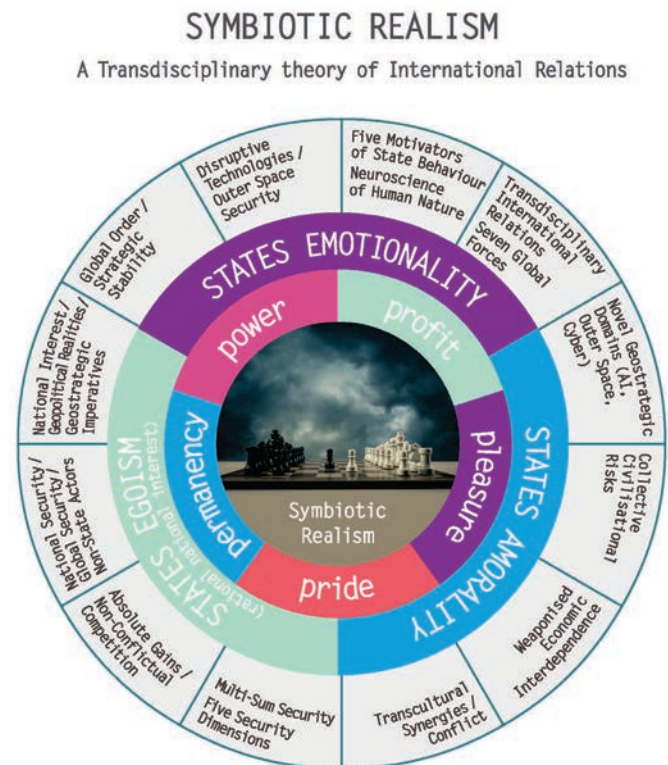 SYMBIOTIC REALISM
A Transdisciplinary theory of International Relations
Five Motivators
of State Behaviour
Neuroscience
of Human Nature
Transdisciplinary
International
Relations
Seven Global
Forces
Novel Geostrategic
Domains (AI,
Outer Space,
Cyber)
Collective
Civilisational
Risks
Weaponised
Economic
Interdependence
Transcultural
Synergies/
Conflict
Multi-Sum Security
Five Security
Dimensions
Absolute Gains/
Non-Conflictual
Competition
National Security/
Global Security/
Non-State Actors
National Interest/
Geopolitical Realities/
Geostrategic
Imperatives
Global Order/
Strategic
Stability
Disruptive
Technologies/
Outer Space
Security
STATES EMOTIONALITY
STATES AMORALITY
STATES EGOISM
(rational national interest)
power
profit
pleasure
pride
permanency
Symbiotic
Realism